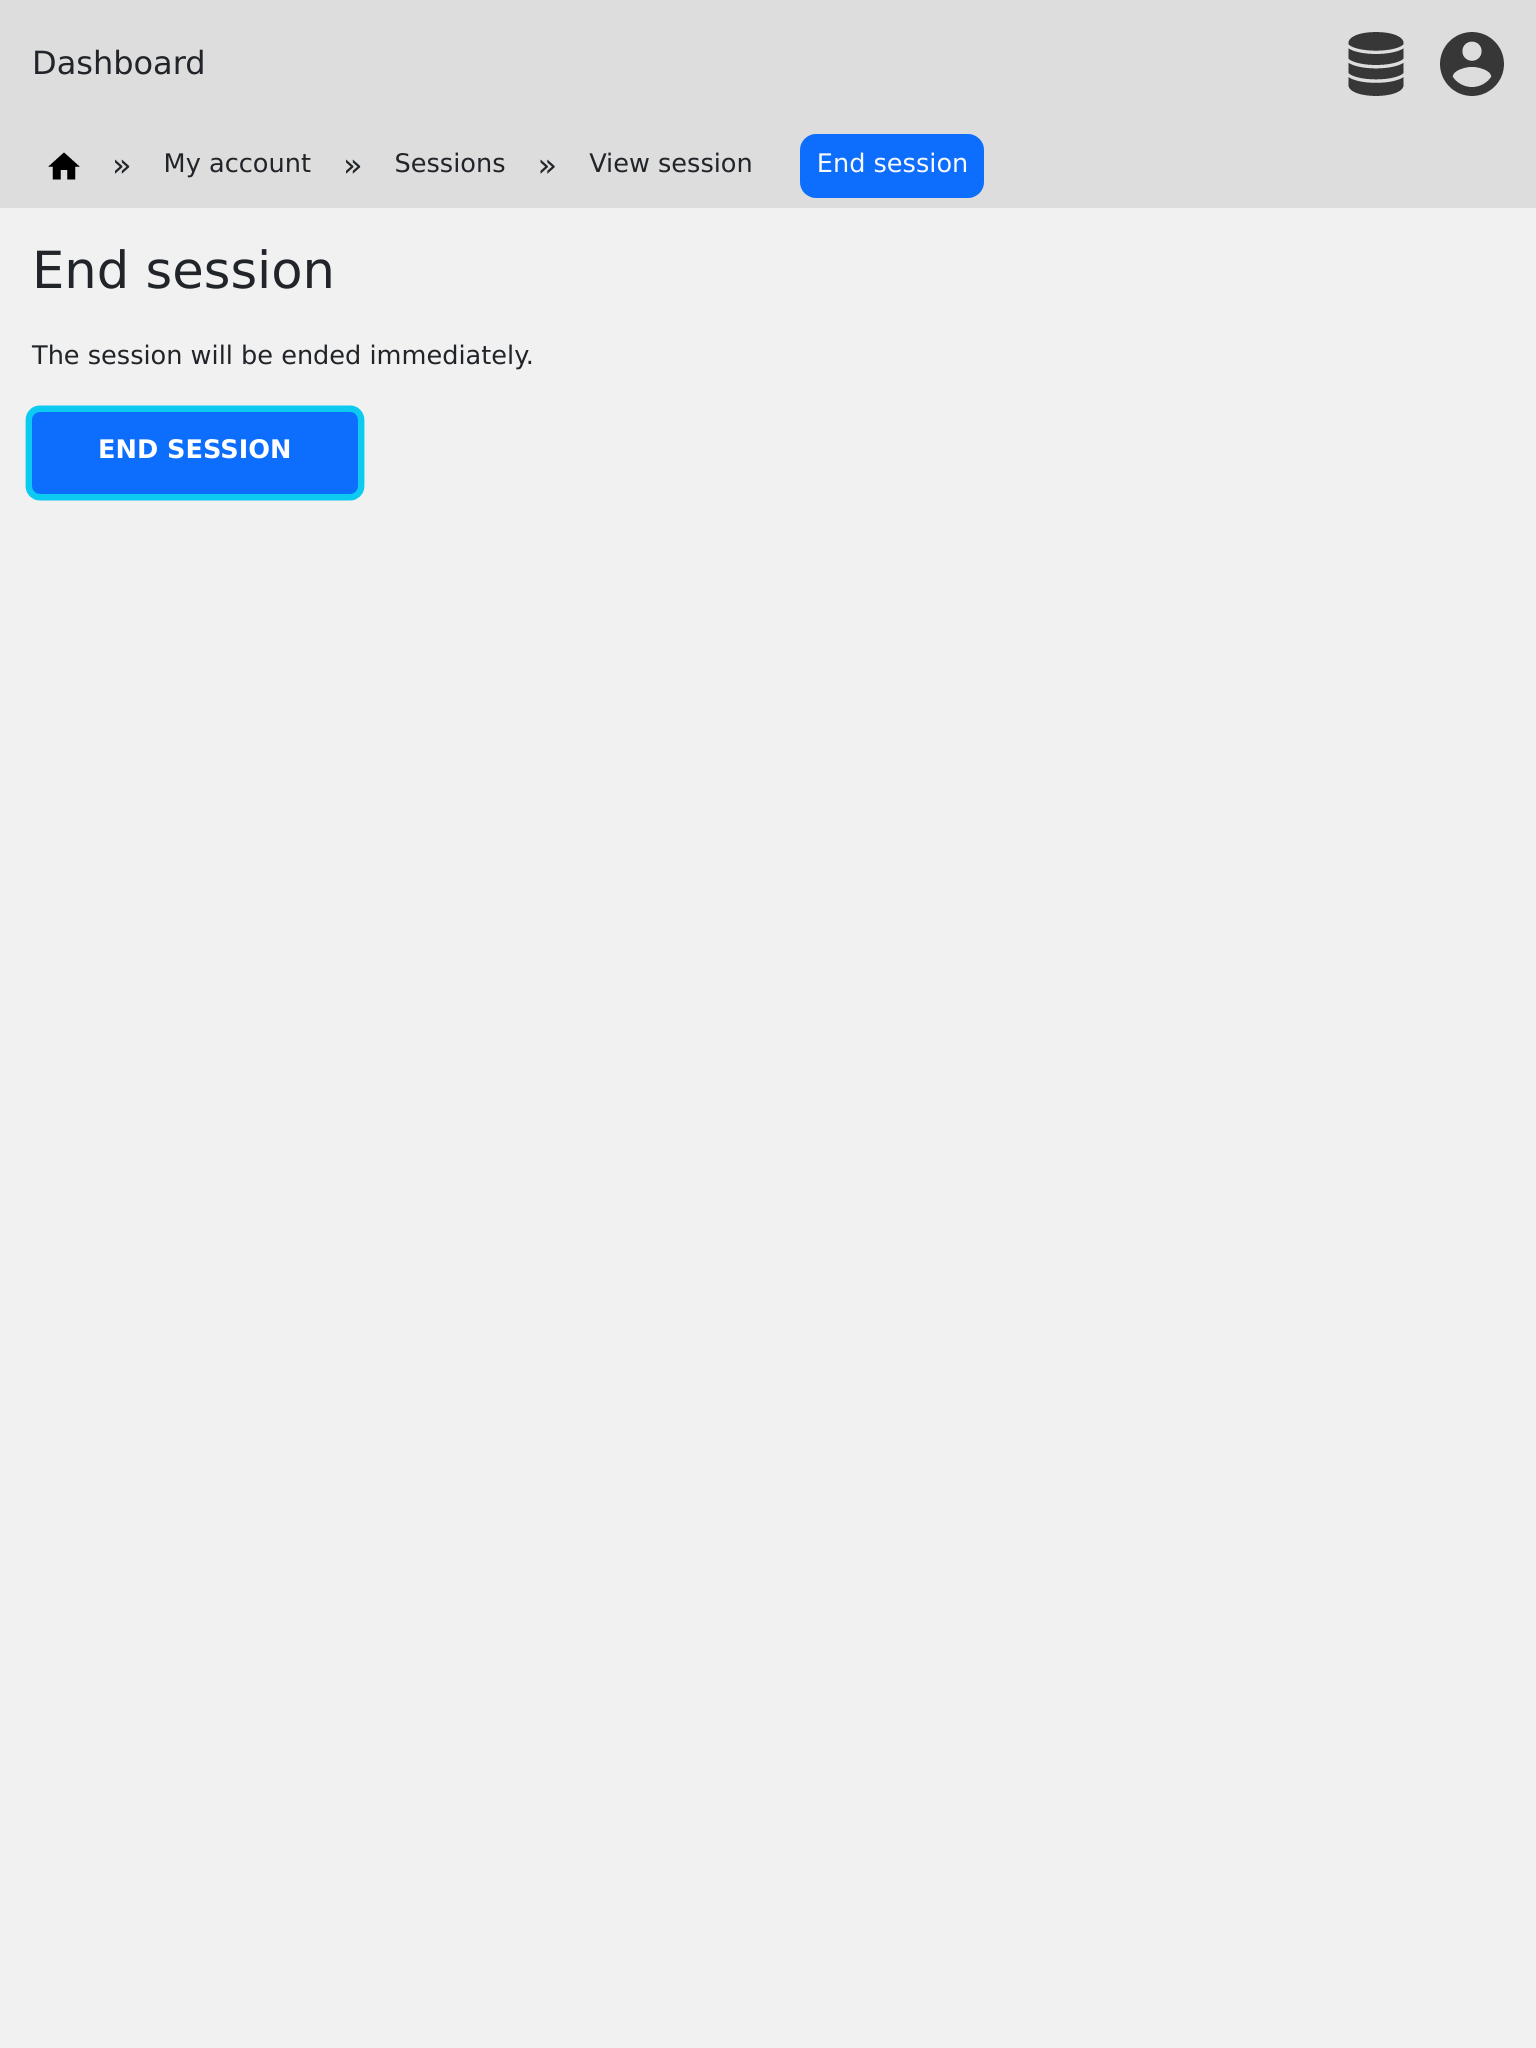 Dashboard
» My account » Sessions » View session End session
End session
The session will be ended immediately.
END SESSION